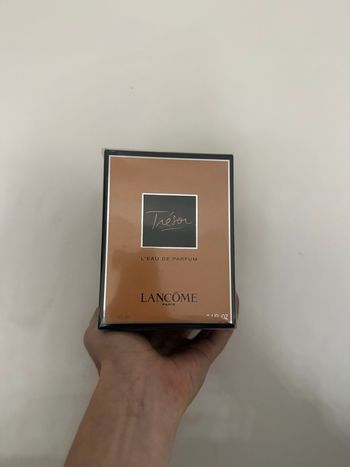 Trésor
L'EAU DE PARFUM
LANCÔME
PARIS